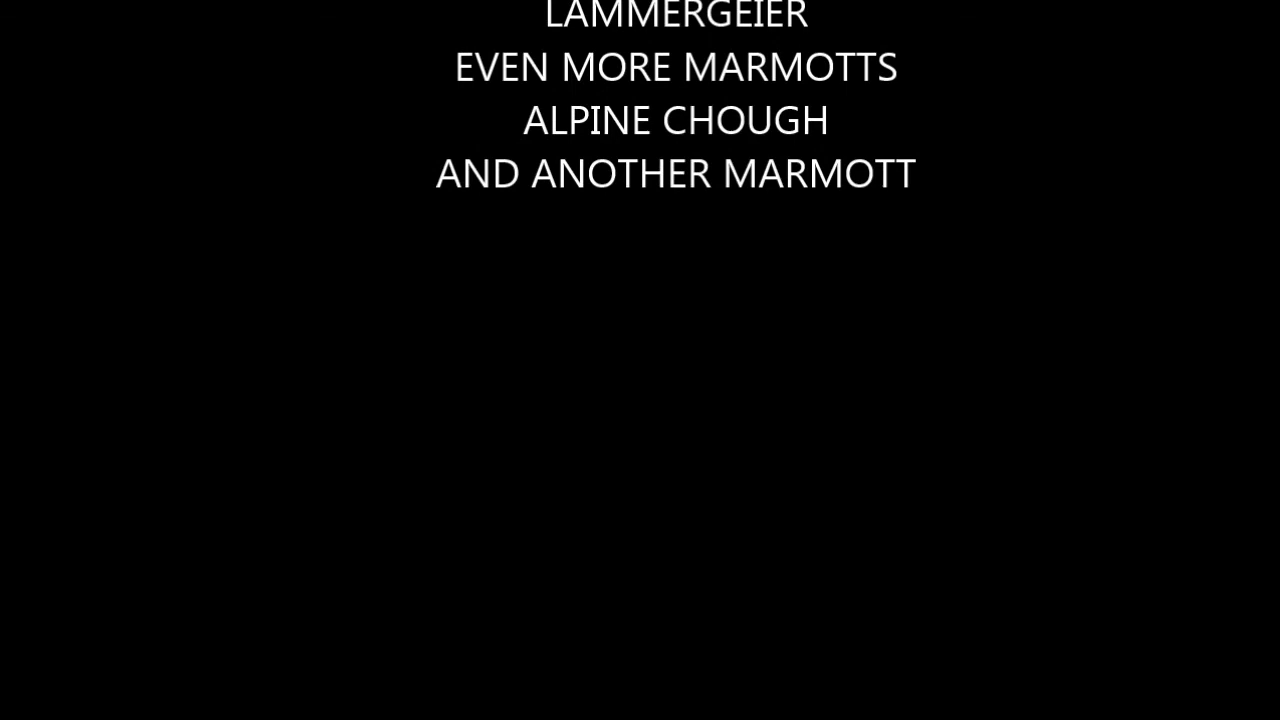 LAMMERGEIER
EVEN MORE MARMOTTS
ALPINE CHOUGH
AND ANOTHER MARMOTT